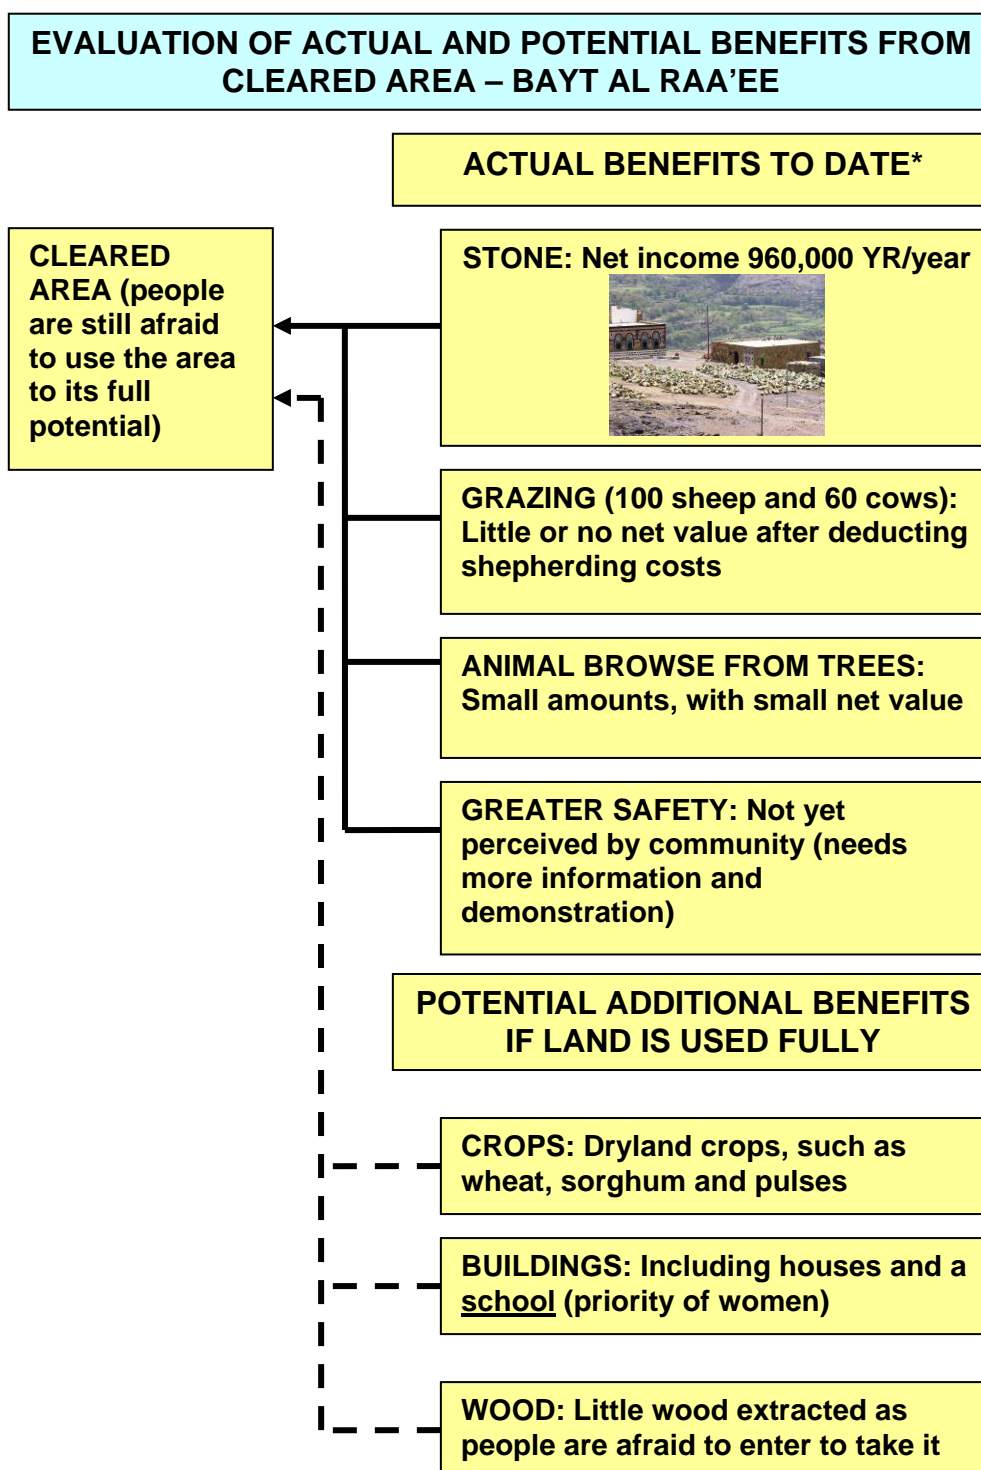 EVALUATION OF ACTUAL AND POTENTIAL BENEFITS FROM
CLEARED AREA – BAYT AL RAA’EE
ACTUAL BENEFITS TO DATE*
CLEARED
AREA (people
are still afraid
to use the area
to its full
potential)
STONE: Net income 960,000 YR/year
GRAZING (100 sheep and 60 cows):
Little or no net value after deducting
shepherding costs
ANIMAL BROWSE FROM TREES:
Small amounts, with small net value
GREATER SAFETY: Not yet
perceived by community (needs
more information and
demonstration)
POTENTIAL ADDITIONAL BENEFITS
IF LAND IS USED FULLY
CROPS: Dryland crops, such as
wheat, sorghum and pulses
BUILDINGS: Including houses and a
school (priority of women)
WOOD: Little wood extracted as
people are afraid to enter to take it